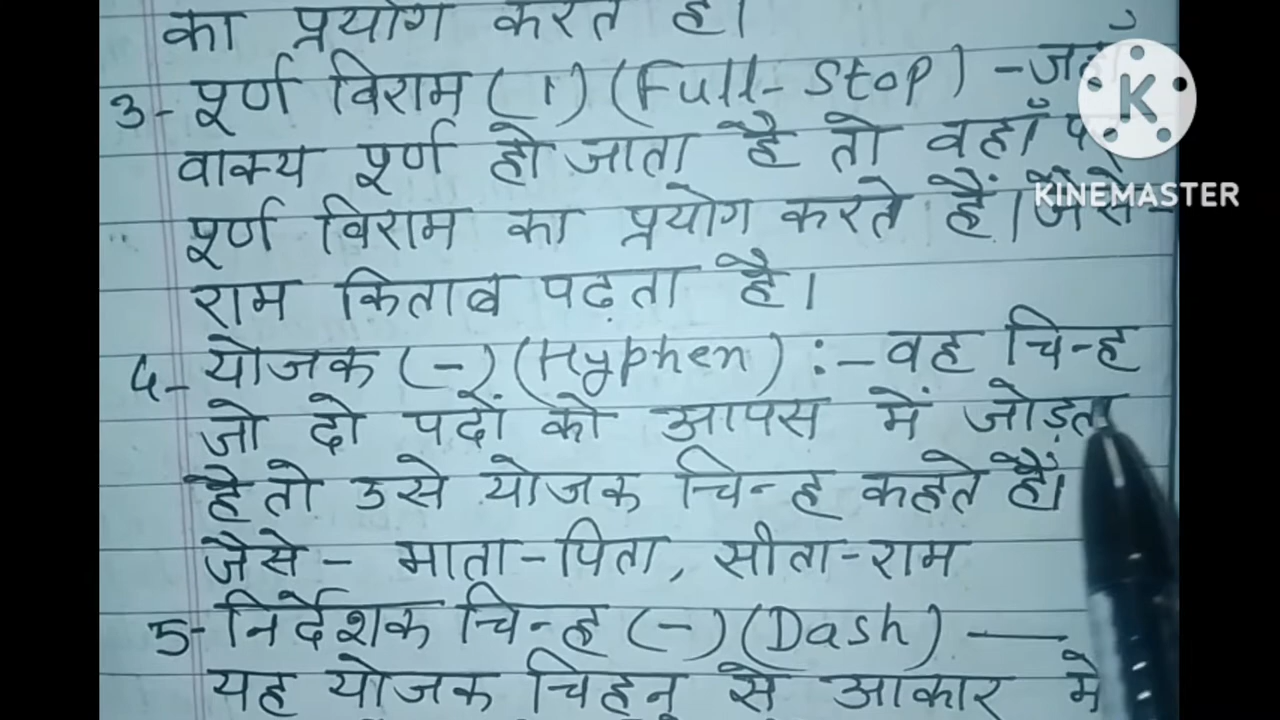 का प्रयोग करते है।
3- पूर्ण विराम (।) (Full-Stop) - जहाँ
वाक्य पूर्ण हो जाता है तो वहाँ पर
पूर्ण विराम का प्रयोग करते हैं। जैसे-
राम किताब पढ़ता है।
4- योजक (-) (Hyphen) :- वह चिन्ह
जो दो पदों को आपस में जोड़ता
है तो उसे योजक चिन्ह कहते हैं।
जैसे - माता-पिता, सीता-राम
5- निर्देशक चिन्ह (-) (Dash) —
यह योजक चिहन् से आकार मे
K
KINEMASTER